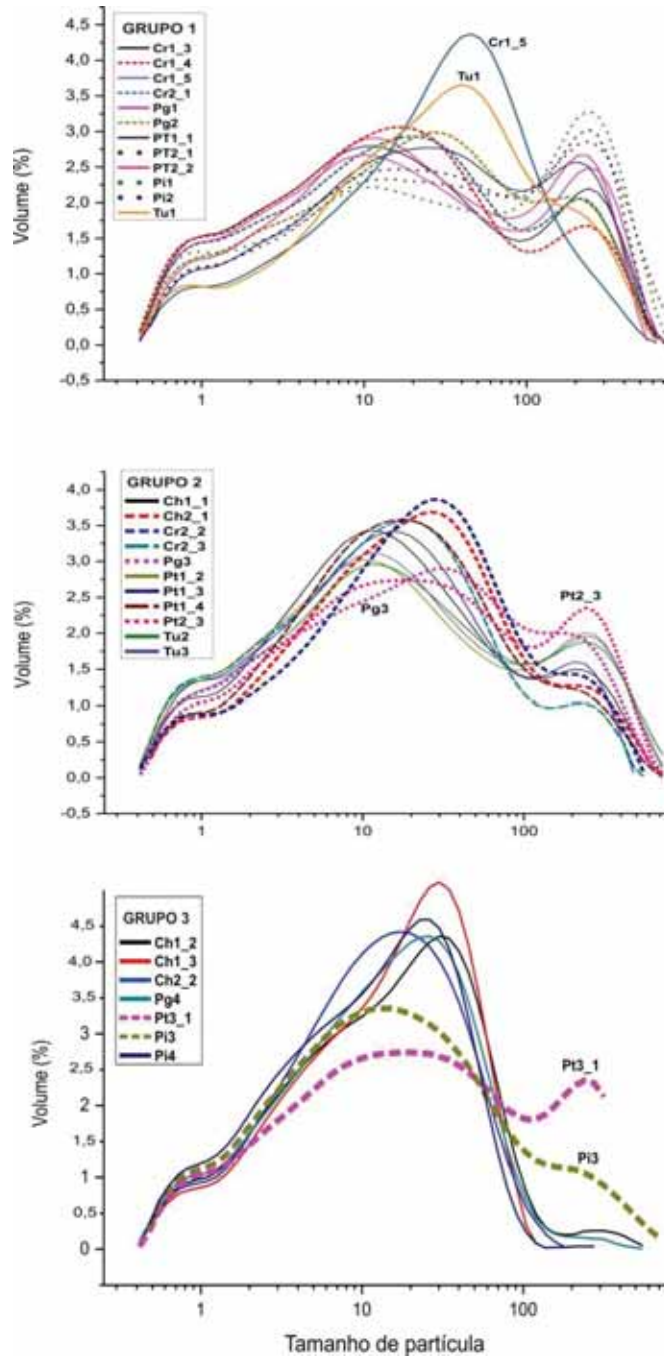 GRUPO 1
Cr1_3
Cr1_4
Cr1_5
Cr2_1
Pg1
Pg2
PT1_1
PT2_1
PT2_2
Pi1
Pi2
Tu1
Cr1_5
Tu1
4,5
4,0
3,5
3,0
2,5
2,0
1,5
1,0
0,5
0,0
-0,5
Volume (%)
1
10
100
GRUPO 2
Ch1_1
Ch2_1
Cr2_2
Cr2_3
Pg3
Pt1_2
Pt1_3
Pt1_4
Pt2_3
Tu2
Tu3
Pg3
Pt2_3
4,0
3,5
3,0
2,5
2,0
1,5
1,0
0,5
0,0
-0,5
Volume (%)
1
10
100
GRUPO 3
Ch1_2
Ch1_3
Ch2_2
Pg4
Pt3_1
Pi3
Pi4
Pt3_1
Pi3
4,5
4
3,5
3
2,5
2
1,5
1
0,5
0
Volume (%)
1
10
100
Tamanho de partícula